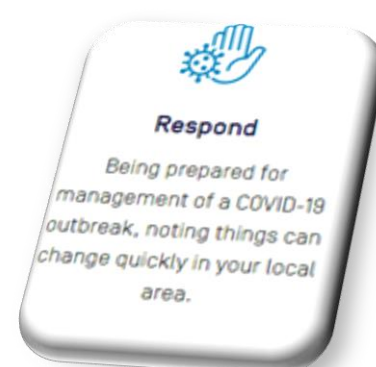 Respond
Being prepared for
management of a COVID-19
outbreak, noting things can
change quickly in your local
area.